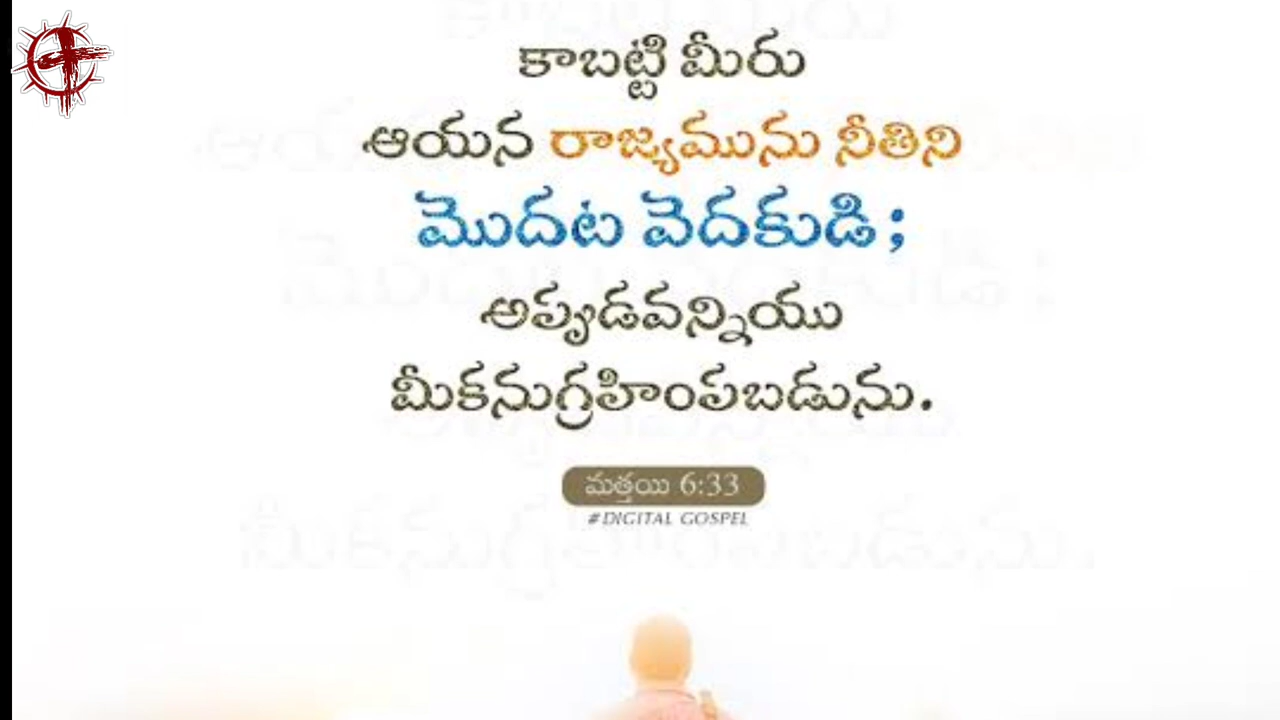 కాబట్టి మీరు
ఆయన రాజ్యమును నీతిని
మొదట వెదకుడి ;
అప్పుడవన్నియు
మీకనుగ్రహింపబడును.
మత్తయి 6:33
#DIGITAL GOSPEL